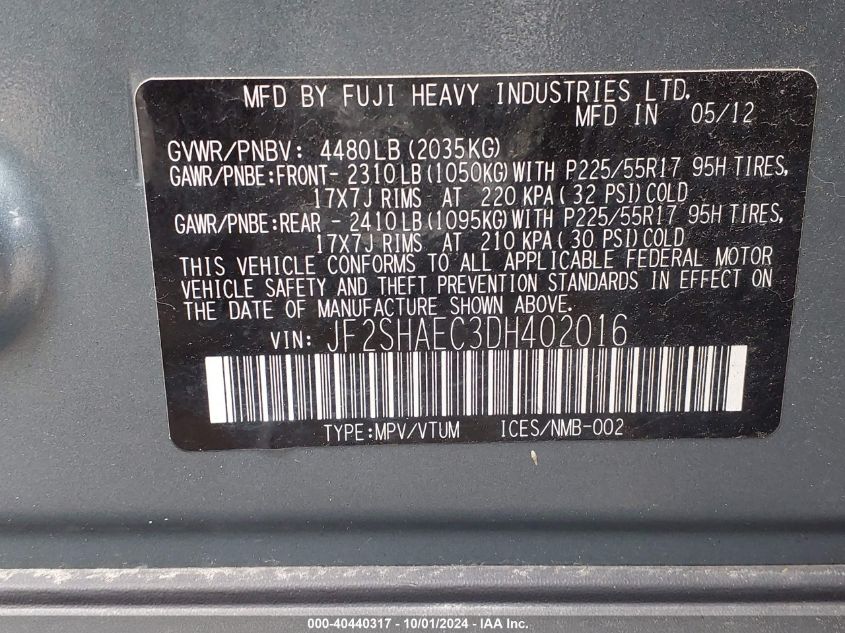 MFD BY FUJI HEAVY INDUSTRIES LTD.
MFD IN 05/12
GVWR/PNBV: 4480LB(2035KG)
GAWR/PNBE:FRONT- 2310LB(1050KG)WITH P225/55R17 95H TIRES,
17X7J RIMS AT 220 KPA( 32 PSI)COLD
GAWR/PNBE:REAR - 2410LB(1095KG)WITH P225/55R17 95H TIRES,
17X7J RIMS AT 210 KPA( 30 PSI)COLD
THIS VEHICLE CONFORMS TO ALL APPLICABLE FEDERAL MOTOR
VEHICLE SAFETY AND THEFT PREVENTION STANDARDS IN EFFECT ON
THE DATE OF MANUFACTURE SHOWN ABOVE.
VIN: JF2SHAEC3DH402016
TYPE:MPV/VTUM ICES/NMB-002
000-40440317 - 10/01/2024 - IAA Inc.